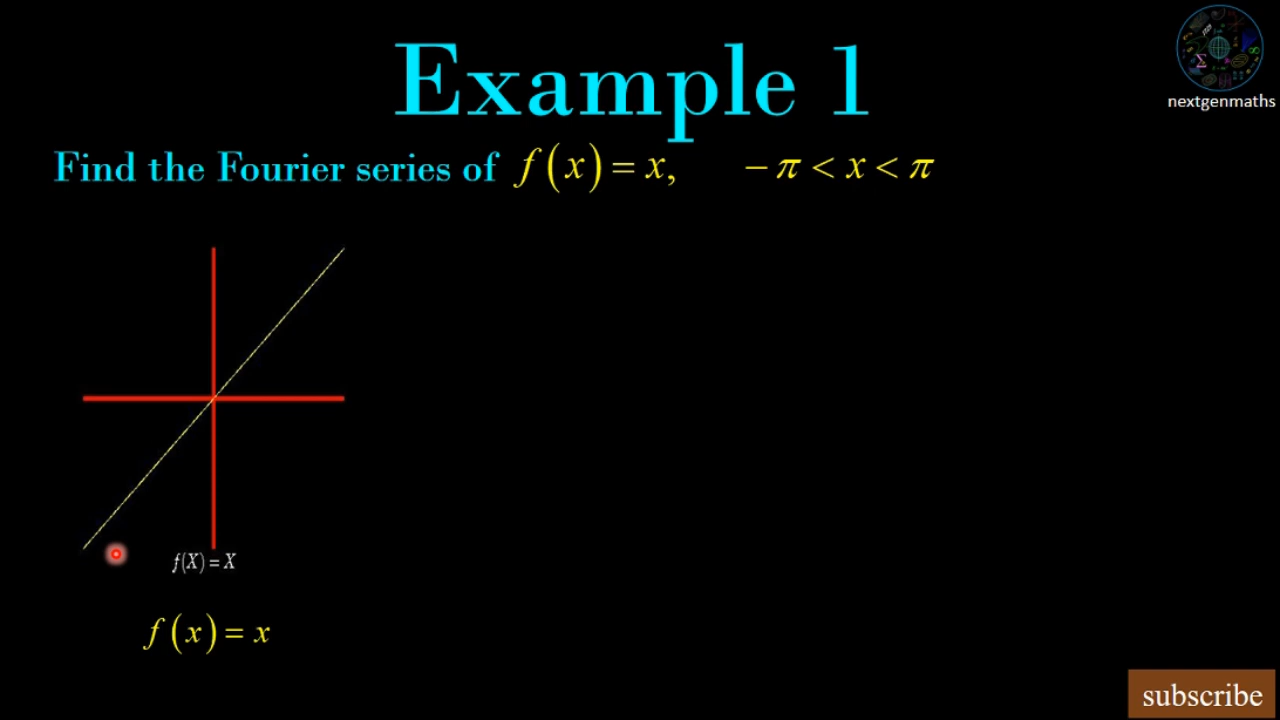 Example 1
nextgenmaths
Find the Fourier series of f(x) = x, − π < x < π
f(X) = X
f(x) = x
subscribe